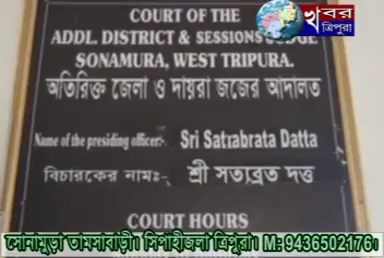 COURT OF THE
ADDL. DISTRICT & SESSIONS JUDGE
SONAMURA, WEST TRIPURA.
অতিরিক্ত জেলা ও দায়রা জজের আদালত
Name of the presiding officer:- Sri Satyabrata Datta
বিচারকের নামঃ- শ্রী সত্যব্রত দত্ত
COURT HOURS
খবর
ত্রিপুরা
সোনামুড়া তামসাবাড়ী। সিপাহীজলা ত্রিপুরা। M: 9436502176।